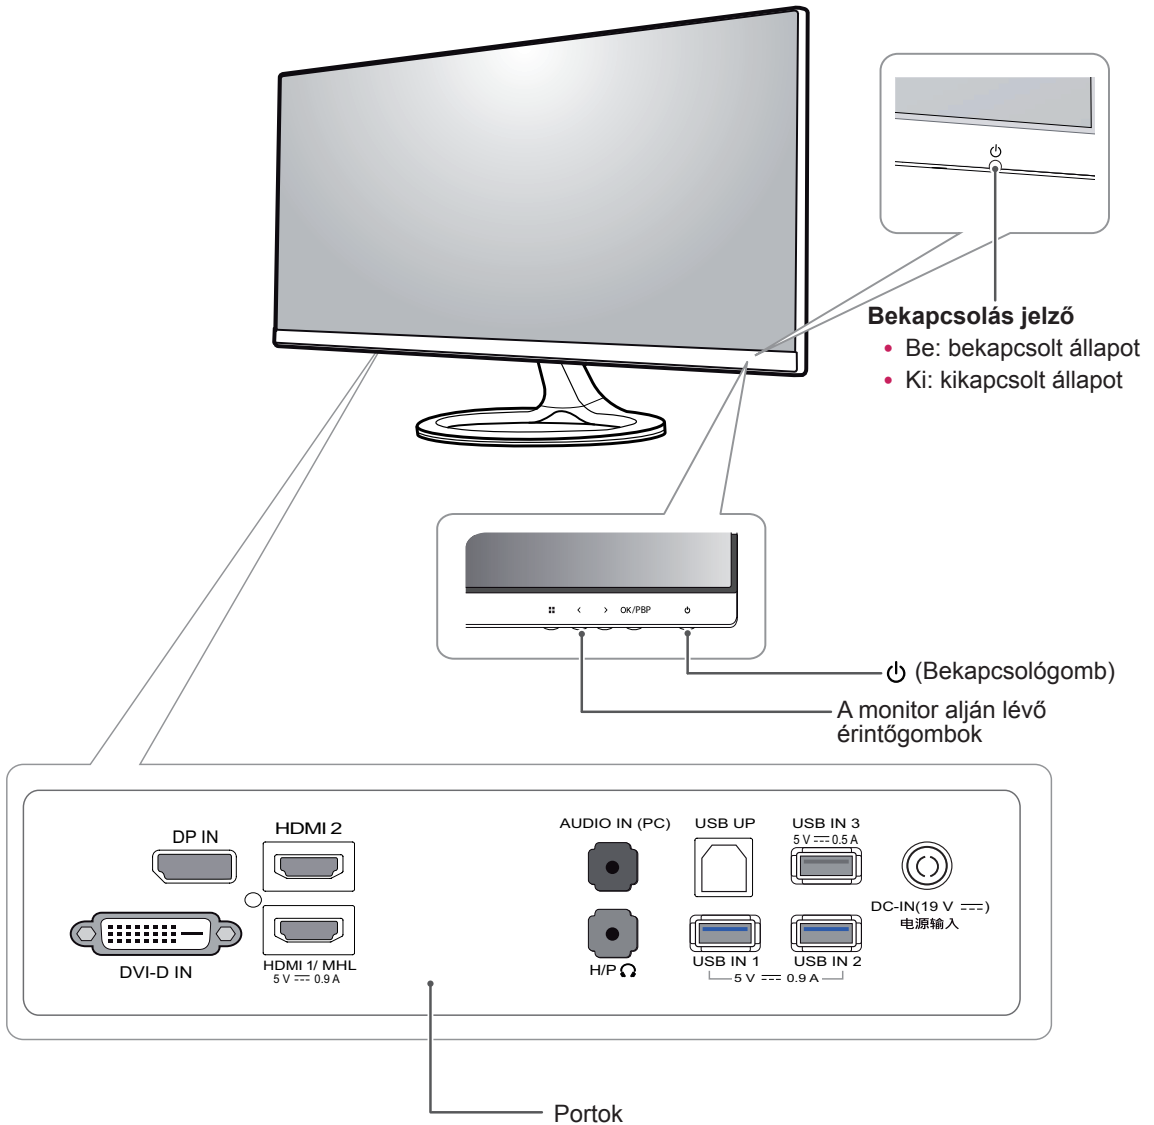 Bekapcsolás jelző
• Be: bekapcsolt állapot
• Ki: kikapcsolt állapot
OK/PBP
(Bekapcsológomb)
A monitor alján lévő
érintőgombok
DP IN
HDMI 2
DVI-D IN
HDMI 1/ MHL
5 V 0.9 A
AUDIO IN (PC)
H/P
USB UP
USB IN 3
5 V 0.5 A
USB IN 1
USB IN 2
5 V 0.9 A
DC-IN(19 V )
电源输入
Portok